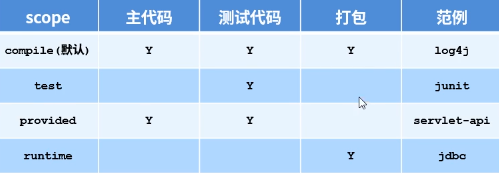 scope 主代码 测试代码 打包 范例
compile(默认) Y Y Y log4j
test Y junit
provided Y Y servlet-api
runtime Y jdbc